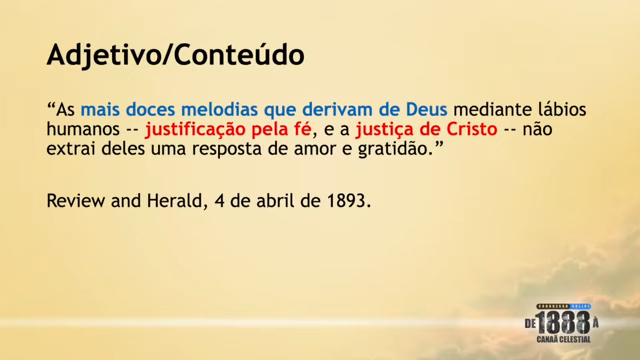 Adjetivo/Conteúdo
“As mais doces melodias que derivam de Deus mediante lábios
humanos -- justificação pela fé, e a justiça de Cristo -- não
extrai deles uma resposta de amor e gratidão.”
Review and Herald, 4 de abril de 1893.
CONGRESSO ONLINE
DE 1888 À
CANAÃ CELESTIAL